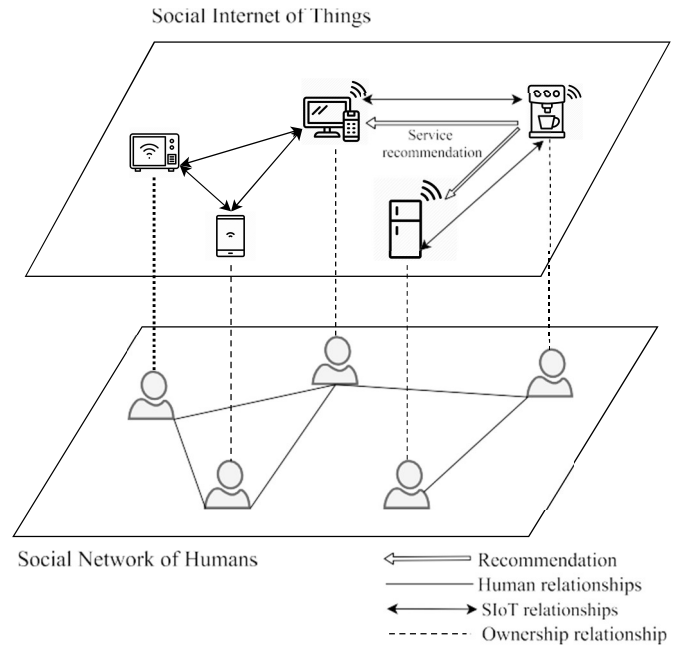 Social Internet of Things
Service
recommendation
Social Network of Humans
Recommendation
Human relationships
SIoT relationships
Ownership relationship